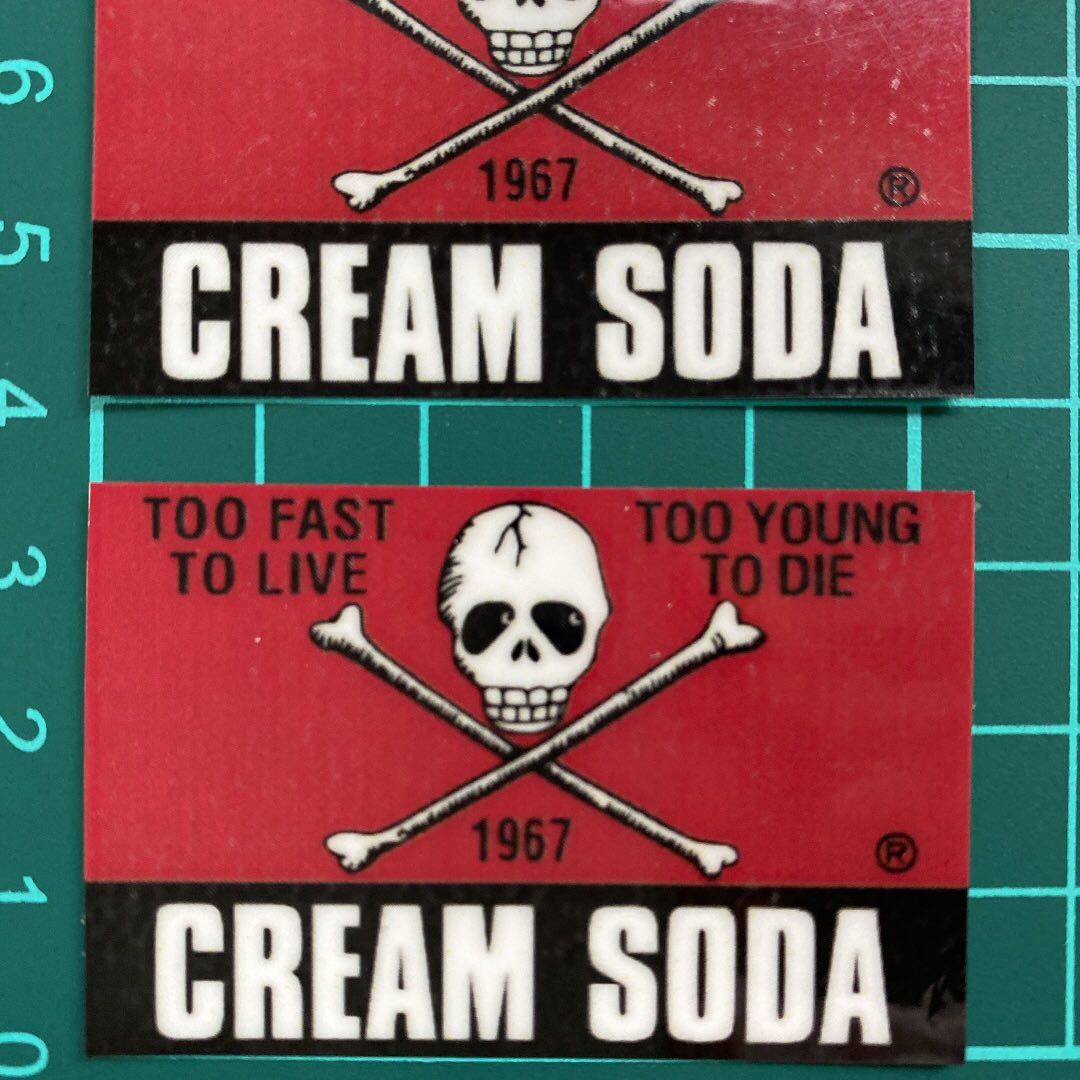 1967
®
CREAM SODA
TOO FAST
TO LIVE
TOO YOUNG
TO DIE
1967
®
CREAM SODA
6
5
4
3
2
1
0